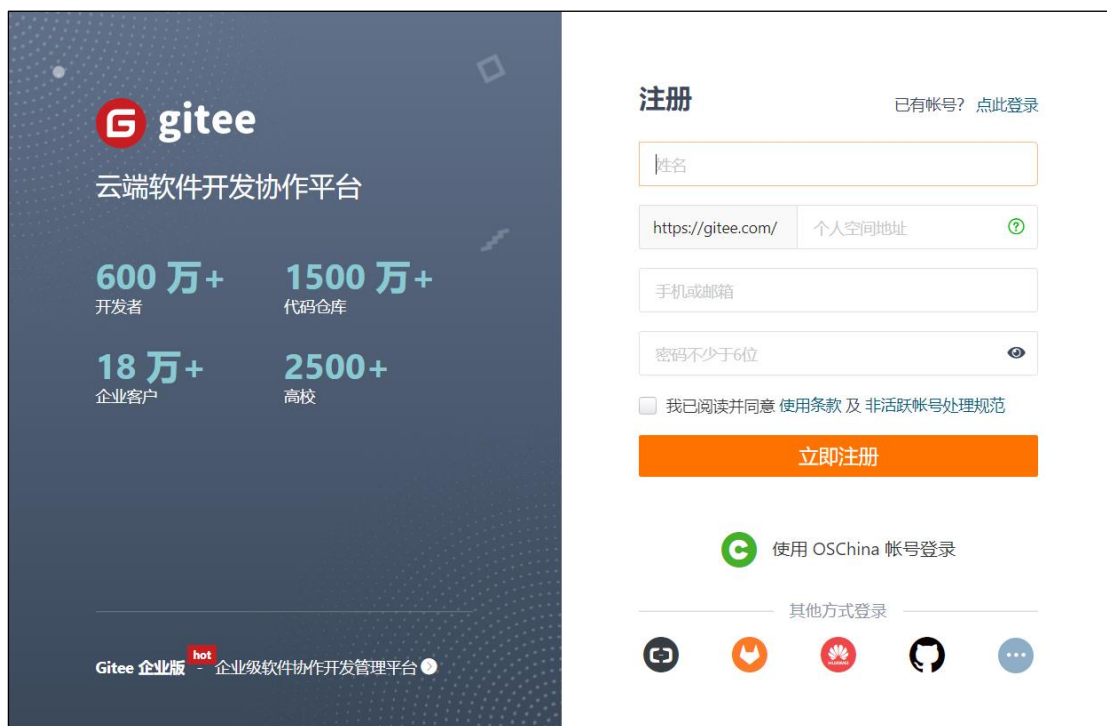 gitee
云端软件开发协作平台
600 万+
1500 万+
开发者
代码仓库
18 万+
2500+
企业客户
高校
hot
Gitee 企业版 - 企业级软件协作开发管理平台
注册
已有帐号? 点此登录
姓名
https://gitee.com/ 个人空间地址
手机或邮箱
密码不少于6位
我已阅读并同意 使用条款 及 非活跃帐号处理规范
立即注册
使用 OSChina 帐号登录
其他方式登录
HUAWEI